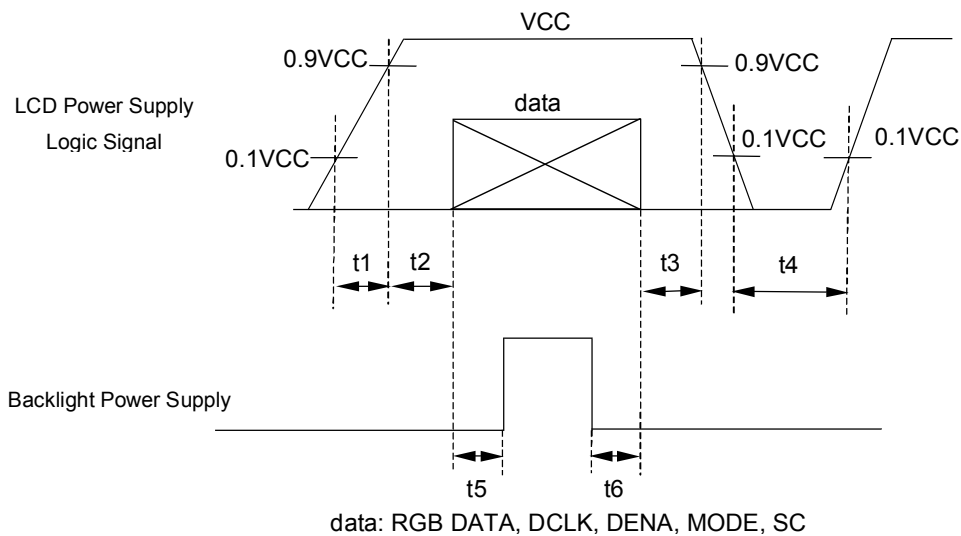 VCC
0.9VCC
0.9VCC
LCD Power Supply
Logic Signal
data
0.1VCC
0.1VCC
0.1VCC
t1
t2
t3
t4
Backlight Power Supply
t5
t6
data: RGB DATA, DCLK, DENA, MODE, SC